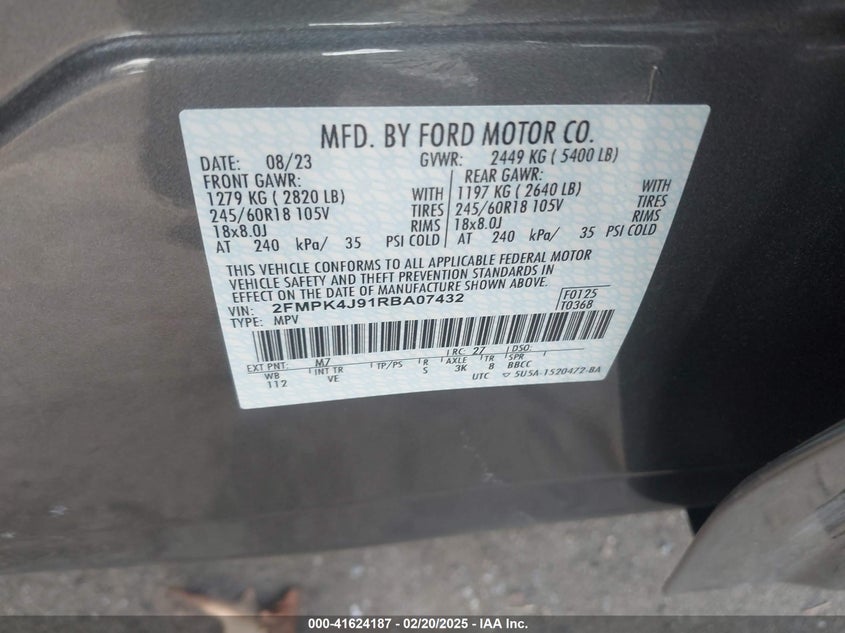 MFD. BY FORD MOTOR CO.
DATE: 08/23 GVWR: 2449 KG ( 5400 LB)
FRONT GAWR: REAR GAWR:
1279 KG ( 2820 LB) WITH 1197 KG ( 2640 LB) WITH
245/60R18 105V TIRES 245/60R18 105V TIRES
18x8.0J RIMS 18x8.0J RIMS
AT 240 kPa/ 35 PSI COLD AT 240 kPa/ 35 PSI COLD
THIS VEHICLE CONFORMS TO ALL APPLICABLE FEDERAL MOTOR
VEHICLE SAFETY AND THEFT PREVENTION STANDARDS IN
EFFECT ON THE DATE OF MANUFACTURE SHOWN ABOVE.
VIN: 2FMPK4J91RBA07432 F0125
TYPE: MPV T0368
EXT PNT: M7 RC: 27 DSO:
WB INT TR TP/PS R AXLE TR SPR
112 VE S 3K 8 BBCC
UTC ▽ 5U5A-1520472-BA
000-41624187 - 02/20/2025 - IAA Inc.